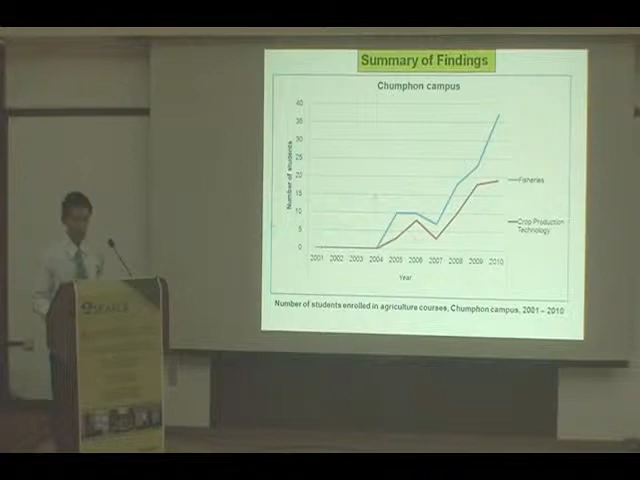 Summary of Findings
Chumphon campus
Number of students
40
35
30
25
20
15
10
5
0
2001 2002 2003 2004 2005 2006 2007 2008 2009 2010
Year
Fisheries
Crop Production
Technology
Number of students enrolled in agriculture courses, Chumphon campus, 2001 – 2010
SEARCA